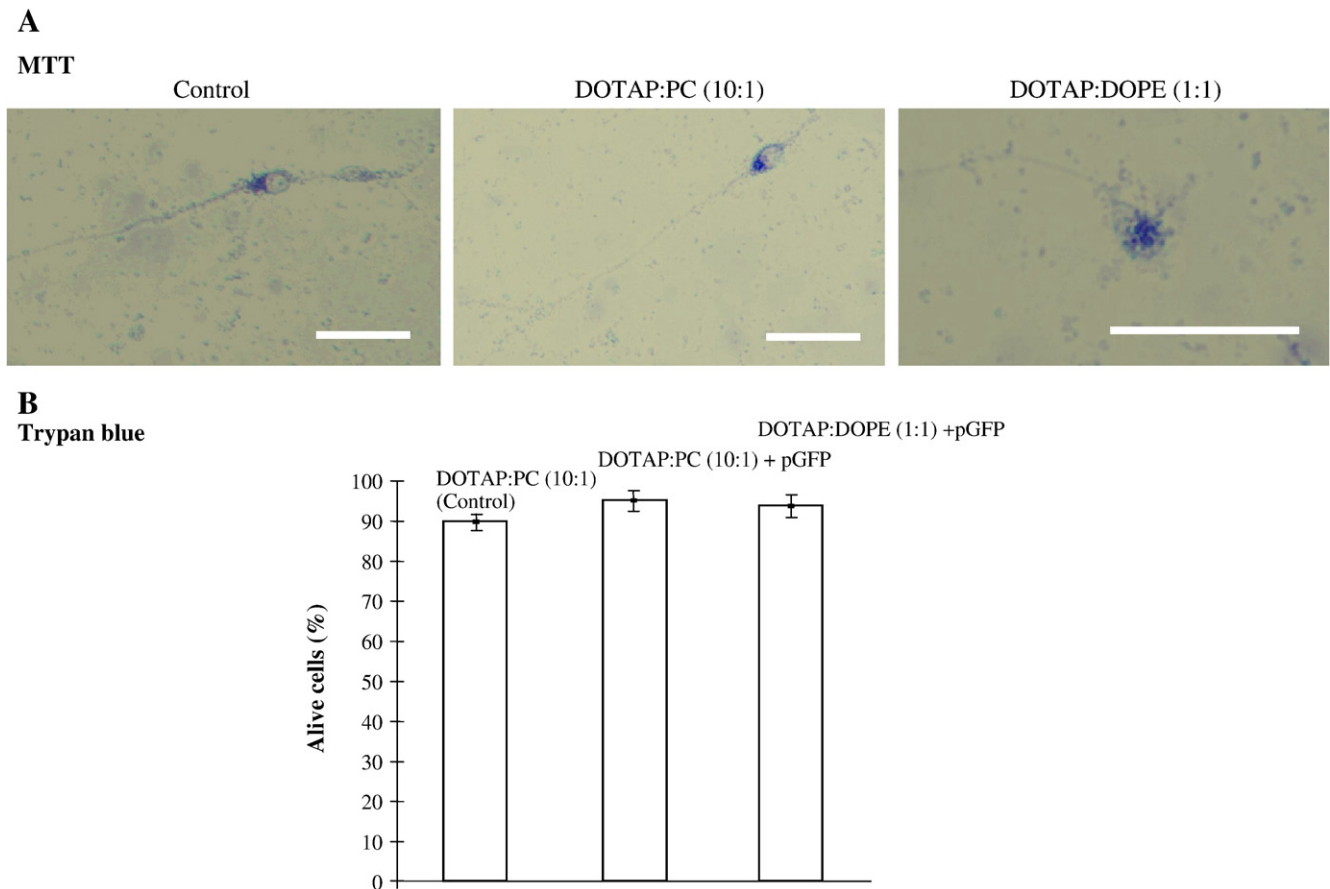 A
MTT
Control
DOTAP:PC (10:1)
DOTAP:DOPE (1:1)
B
Trypan blue
DOTAP:DOPE (1:1) +pGFP
DOTAP:PC (10:1) + pGFP
DOTAP:PC (10:1)
(Control)
Alive cells (%)
100
90
80
70
60
50
40
30
20
10
0